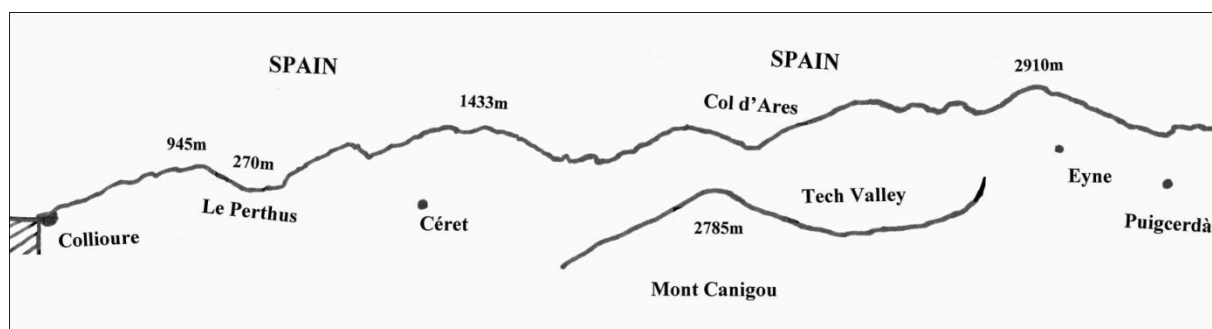 SPAIN
SPAIN
2910m
1433m
Col d’Ares
945m
270m
Eyne
Le Perthus
Céret
Tech Valley
Puigcerdà
Collioure
2785m
Mont Canigou